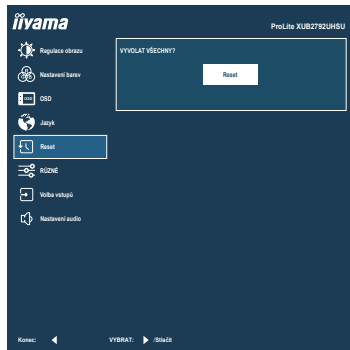 iiyama
ProLite XUB2792UHSU
Regulace obrazu
VYVOLAT VŠECHNY?
Nastavení barev
Reset
OSD
OSD
Jazyk
Reset
RŮZNÉ
Volba vstupů
Nastavení audio
Konec:
VYBRAT: /Stlačit